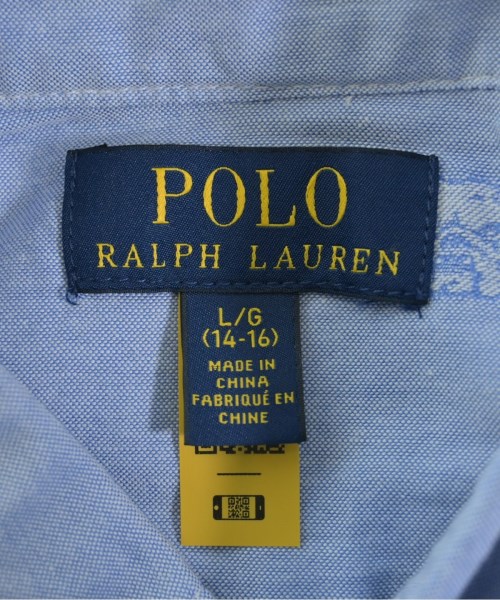 POLO
RALPH LAUREN
L/G
(14-16)
MADE IN
CHINA
FABRIQUÉ EN
CHINE